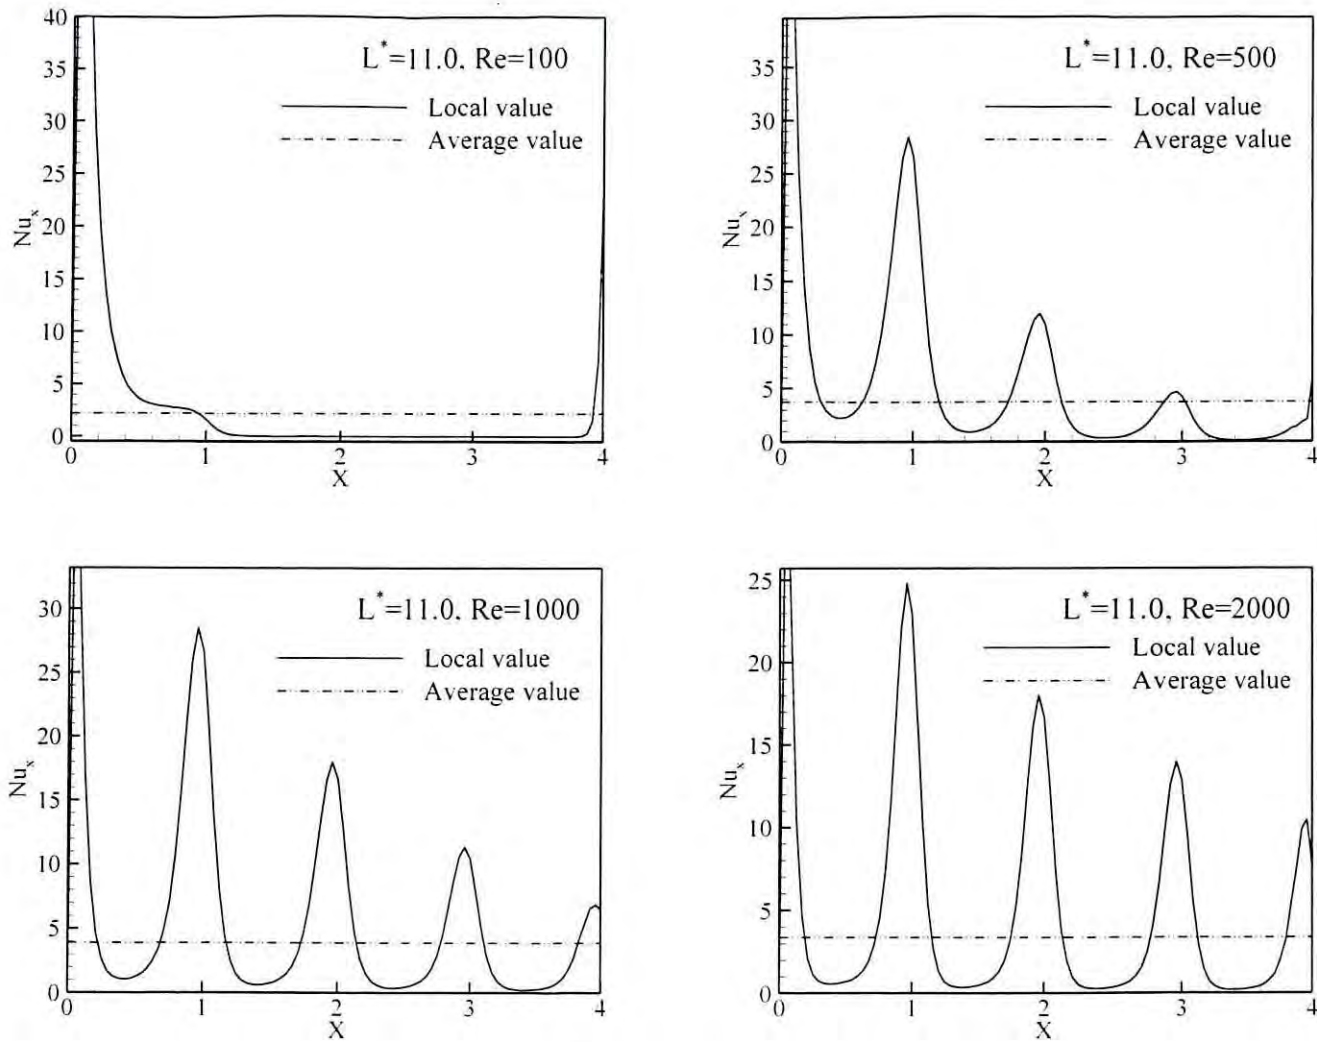 L*=11.0, Re=100
Local value
Average value
Nu_x
40
35
30
25
20
15
10
5
0
0 1 2 3 4
X
L*=11.0, Re=500
Local value
Average value
Nu_x
35
30
25
20
15
10
5
0
0 1 2 3 4
X
L*=11.0, Re=1000
Local value
Average value
Nu_x
30
25
20
15
10
5
0
0 1 2 3 4
X
L*=11.0, Re=2000
Local value
Average value
Nu_x
25
20
15
10
5
0
0 1 2 3 4
X